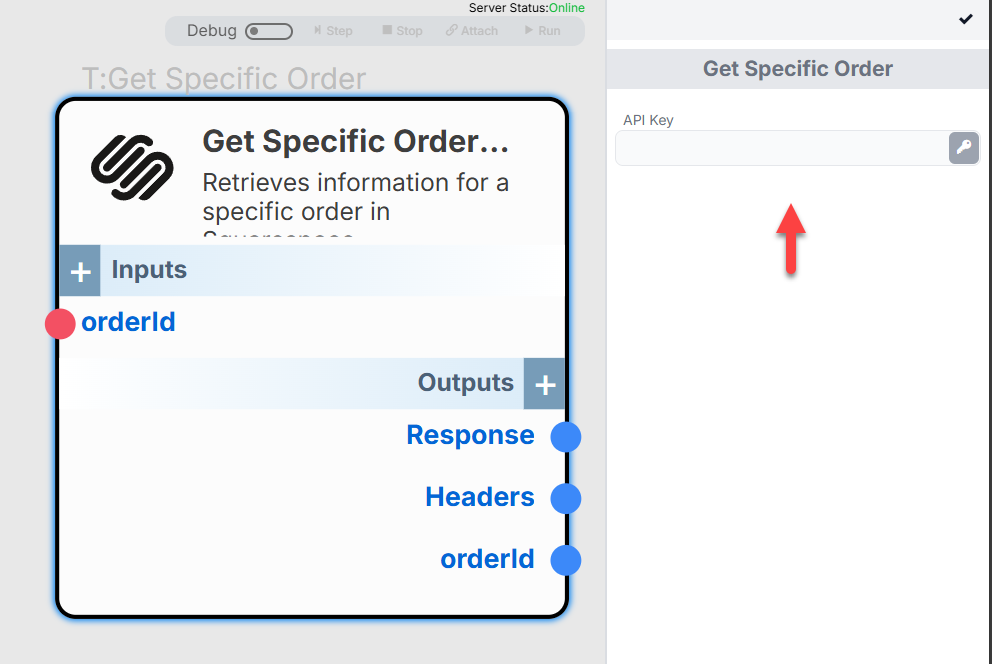 Server Status:Online
Debug
Step
Stop
Attach
Run
T:Get Specific Order
Get Specific Order...
Retrieves information for a
specific order in
Inputs
orderId
Outputs
Response
Headers
orderId
Get Specific Order
API Key